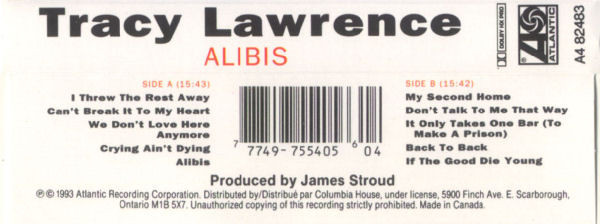 Tracy Lawrence
ALIBIS
SIDE A (15:43)
I Threw The Rest Away
Can't Break It To My Heart
We Don't Love Here
Anymore
Crying Ain't Dying
Alibis
SIDE B (15:42)
My Second Home
Don't Talk To Me That Way
It Only Takes One Bar (To
Make A Prison)
Back To Back
If The Good Die Young
7 7749-755405 6 04
Produced by James Stroud
℗ © 1993 Atlantic Recording Corporation. Distributed by/Distribué par Columbia House, under license, 5900 Finch Ave. E. Scarborough,
Ontario M1B 5X7. Unauthorized copying of this recording strictly prohibited. Made in Canada.
DOLBY HX PRO
ATLANTIC
A4 82483